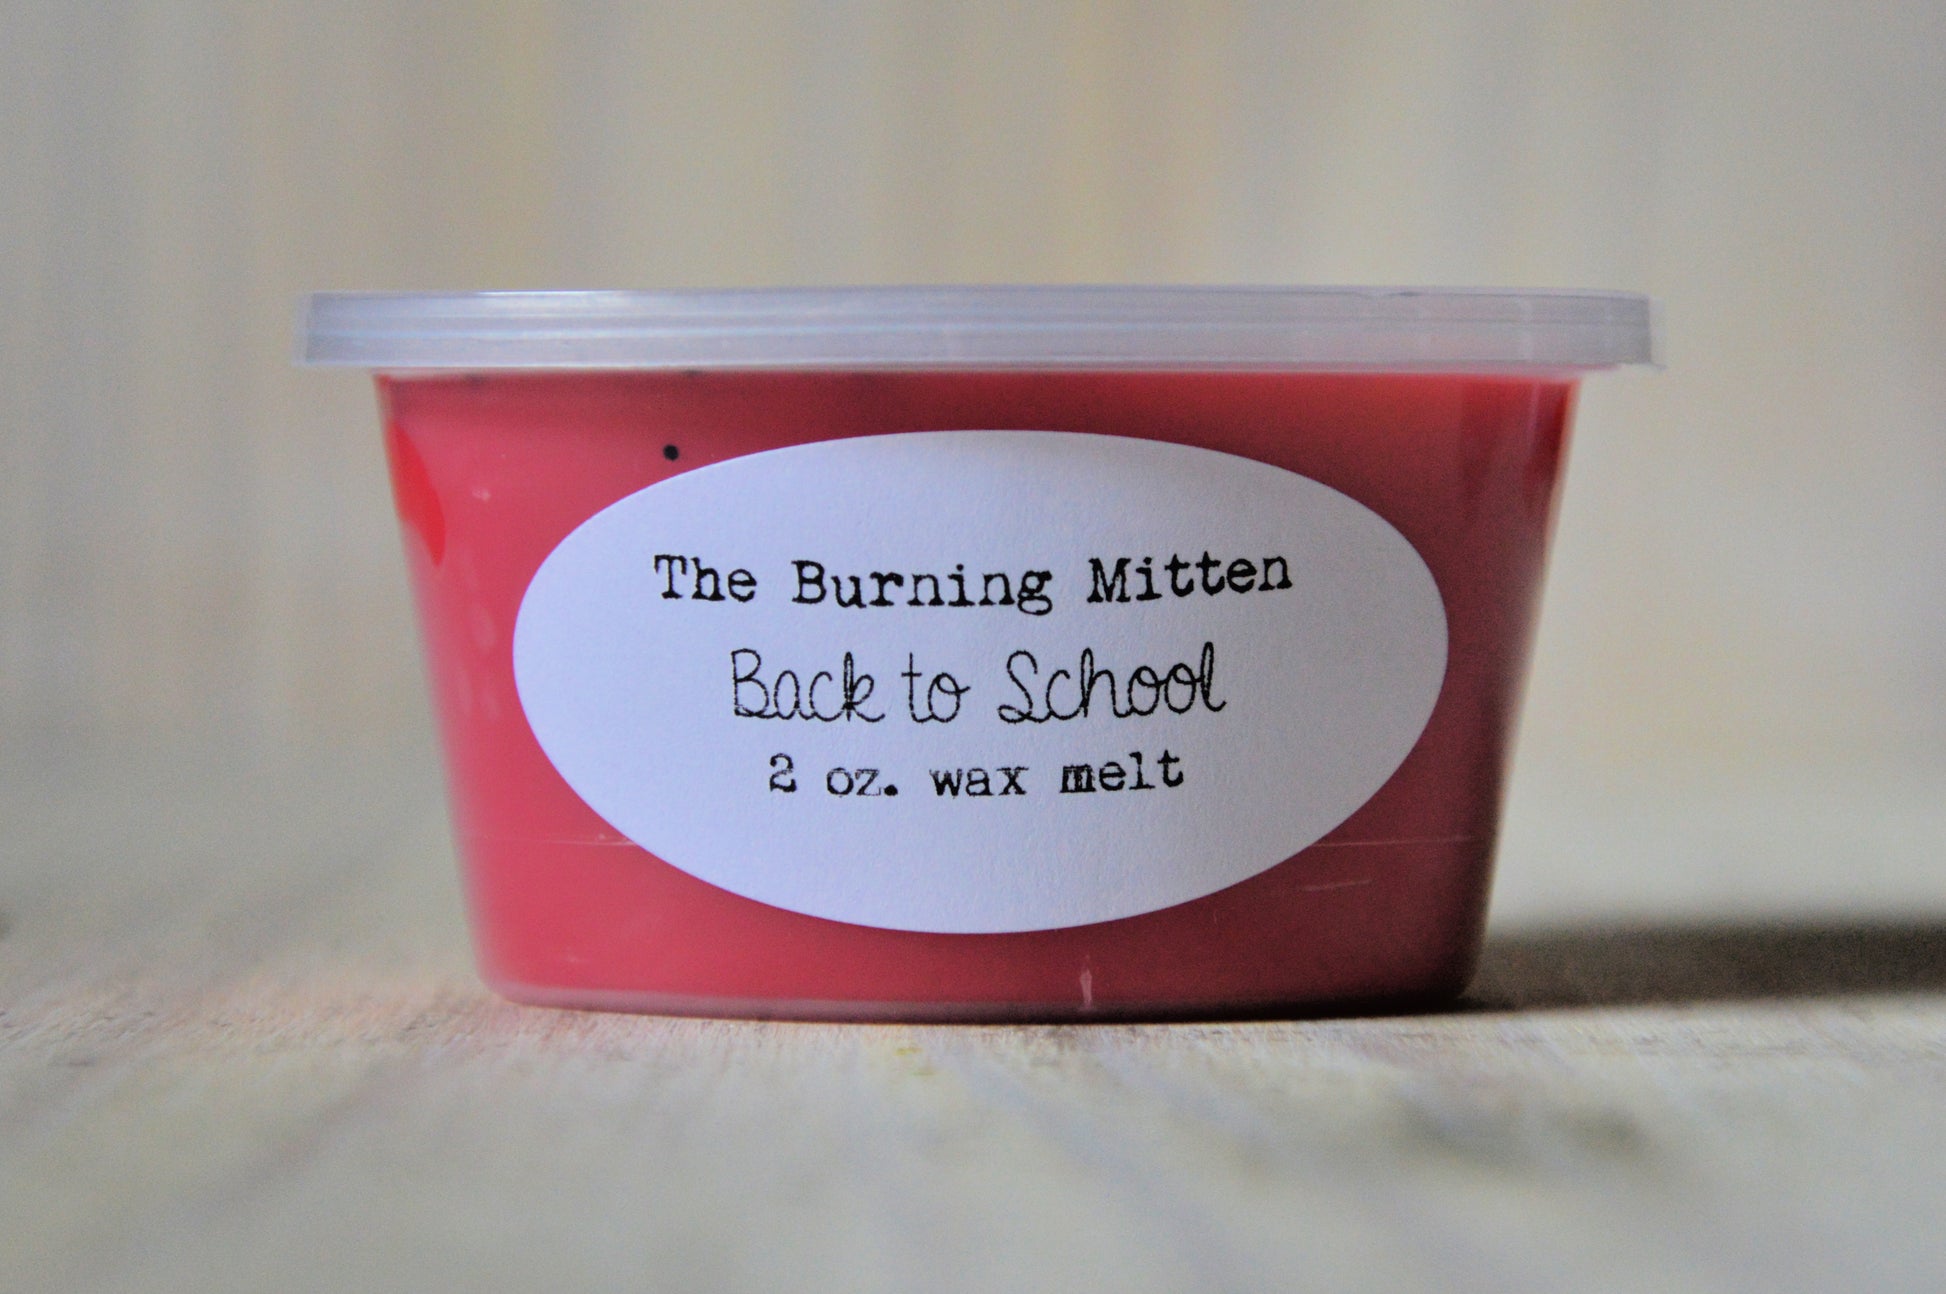 The Burning Mitten
Back to School
2 oz. wax melt